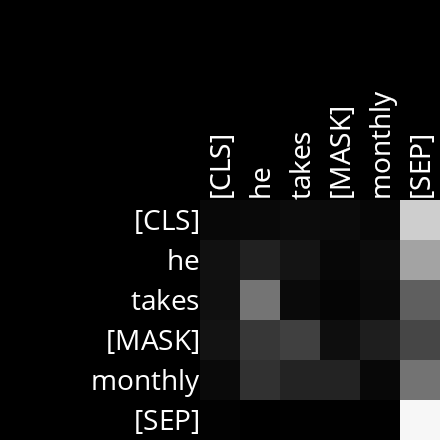 [CLS]
he
takes
[MASK]
monthly
[SEP]
[CLS]
he
takes
[MASK]
monthly
[SEP]